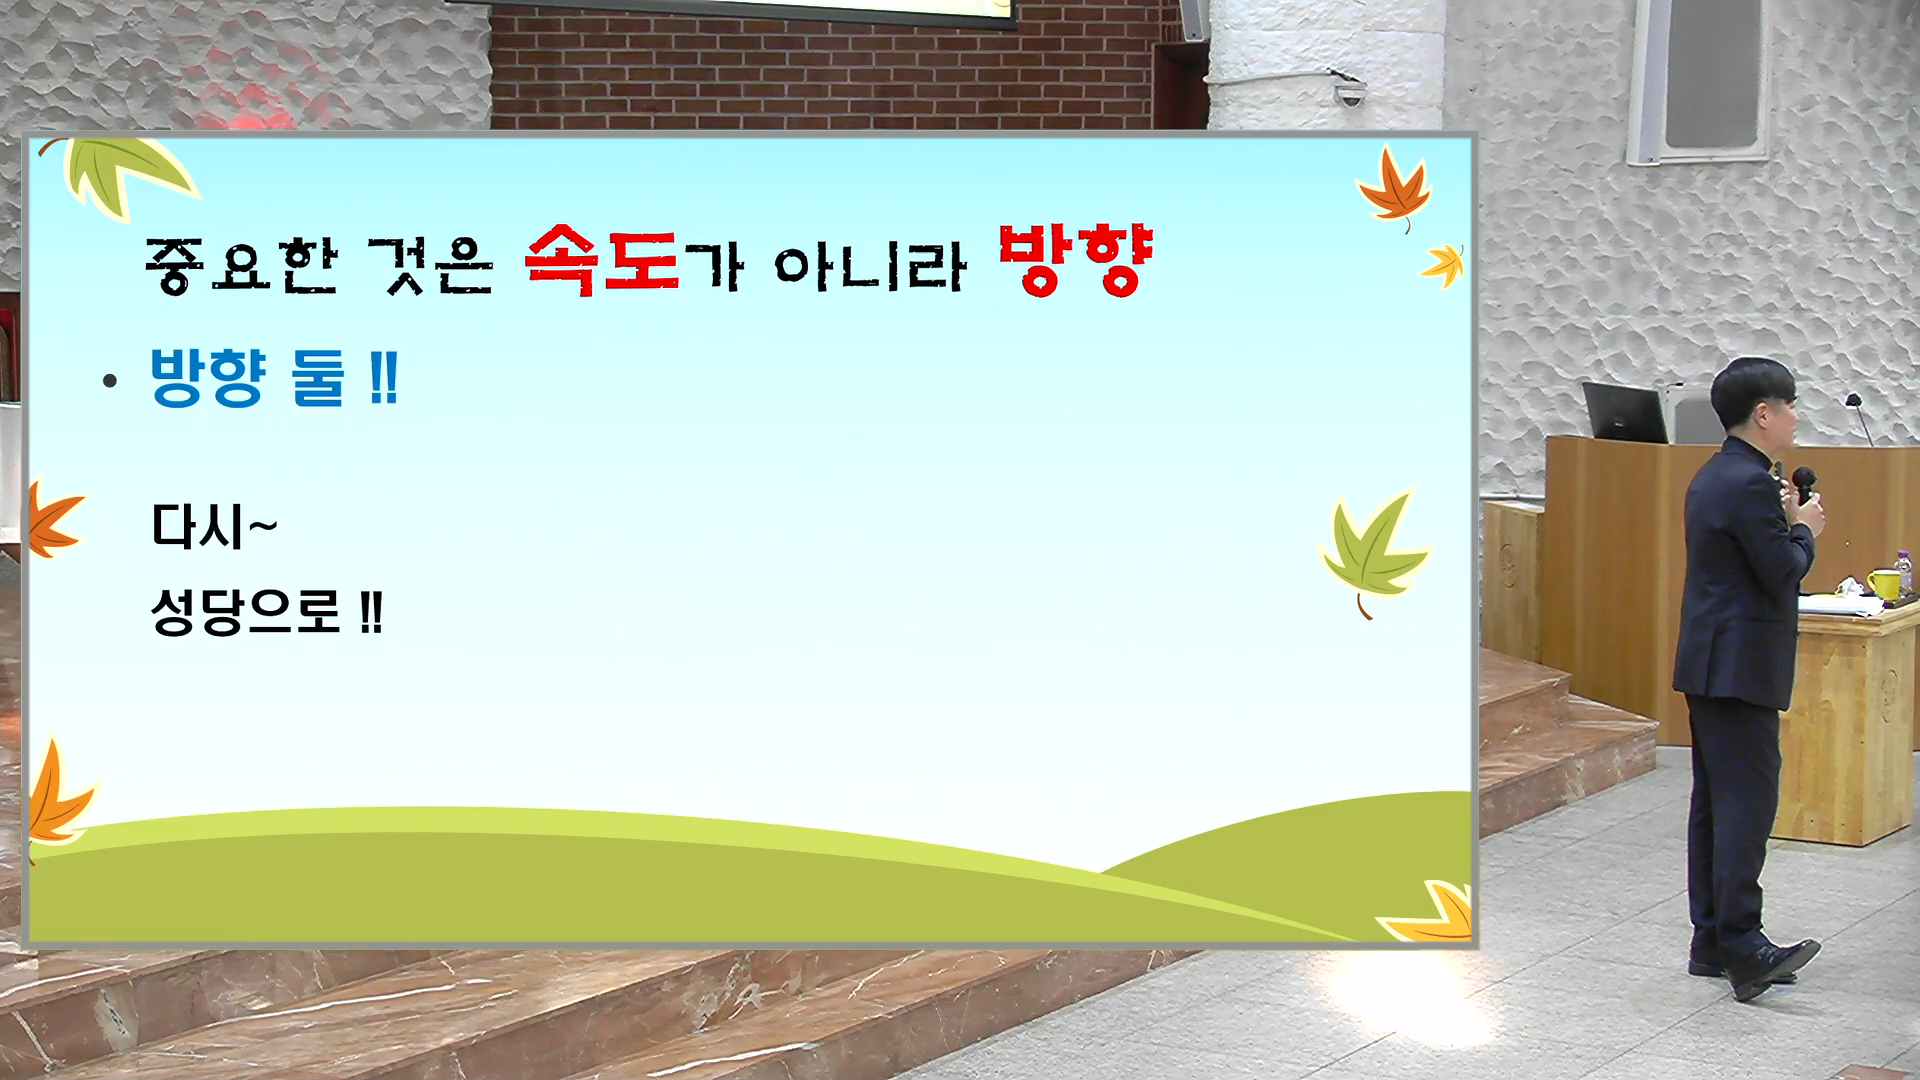 중요한 것은 속도가 아니라 방향
• 방향 둘 !!
다시~
성당으로 !!